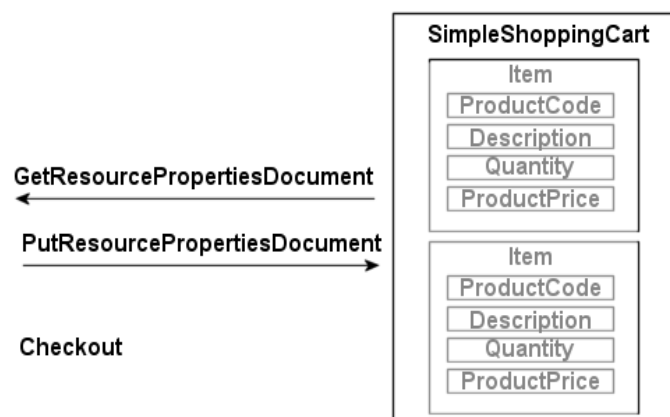 SimpleShoppingCart
Item
ProductCode
Description
Quantity
ProductPrice
GetResourcePropertiesDocument
PutResourcePropertiesDocument
Item
ProductCode
Description
Quantity
ProductPrice
Checkout